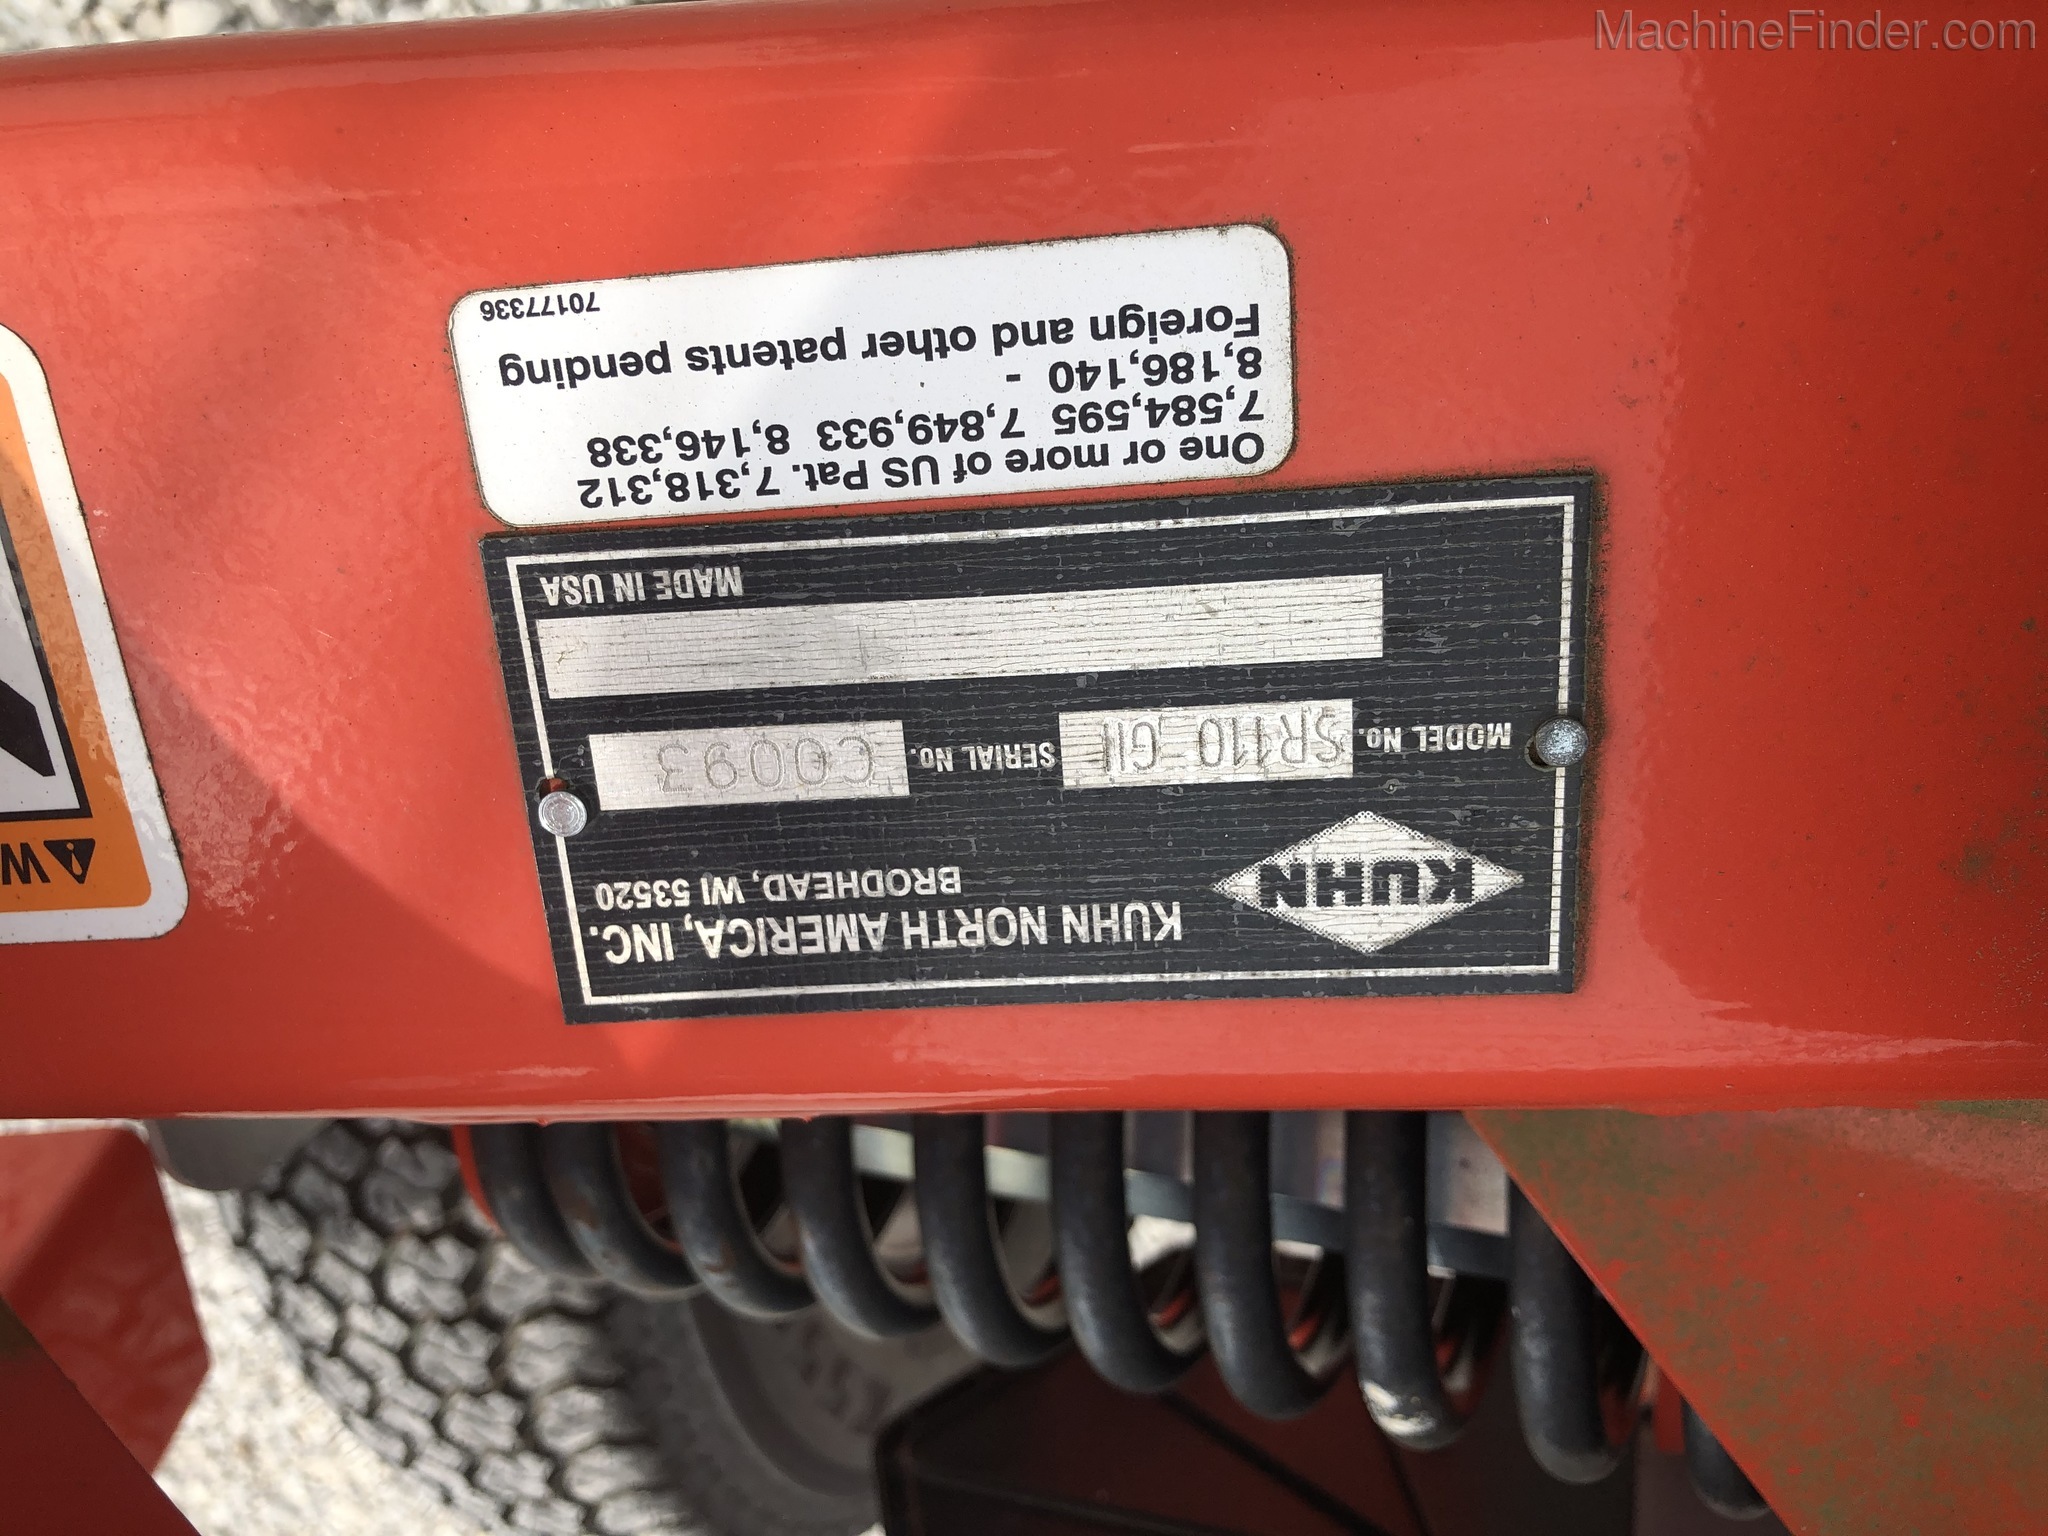 MachineFinder.com
KUHN
KUHN NORTH AMERICA, INC.
BRODHEAD, WI 53520
MODEL No. SR110 GII SERIAL No. C0093
MADE IN USA
One or more of US Pat. 7,318,312
7,584,595 7,849,933 8,146,338
8,186,140 -
Foreign and other patents pending
70177336